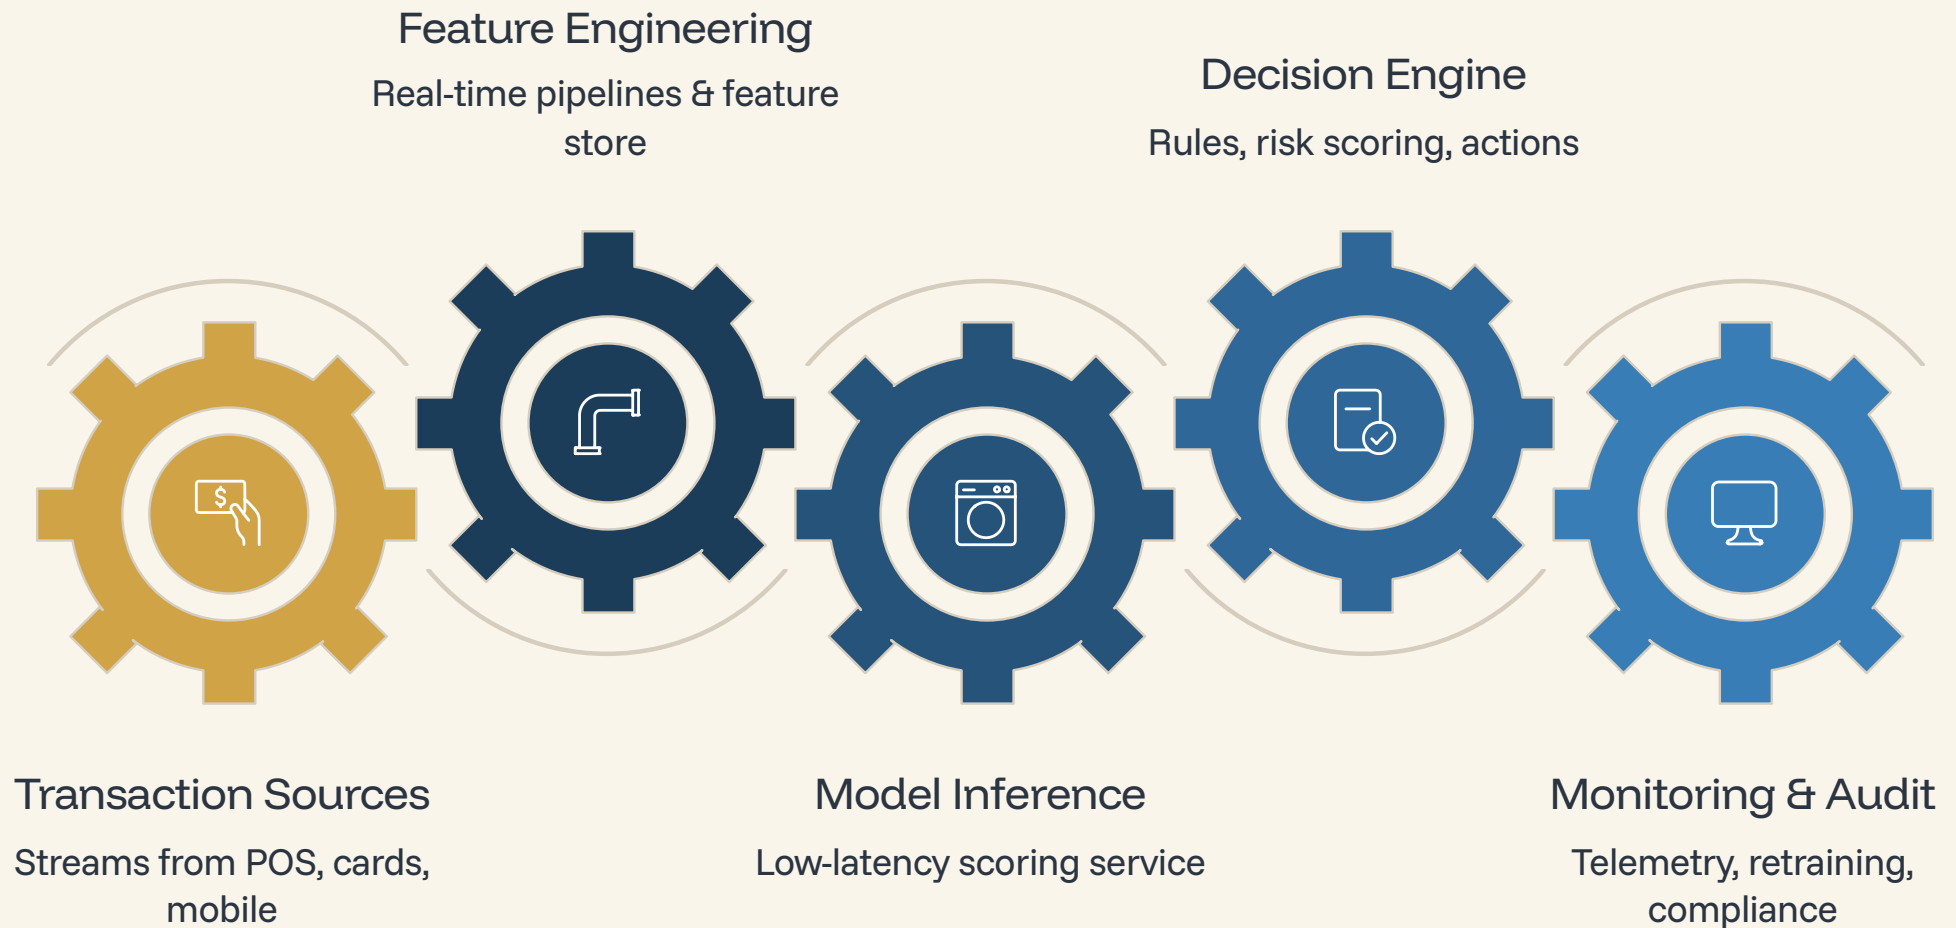 Feature Engineering
Real-time pipelines & feature
store
Decision Engine
Rules, risk scoring, actions
$
Transaction Sources
Streams from POS, cards,
mobile
Model Inference
Low-latency scoring service
Monitoring & Audit
Telemetry, retraining,
compliance